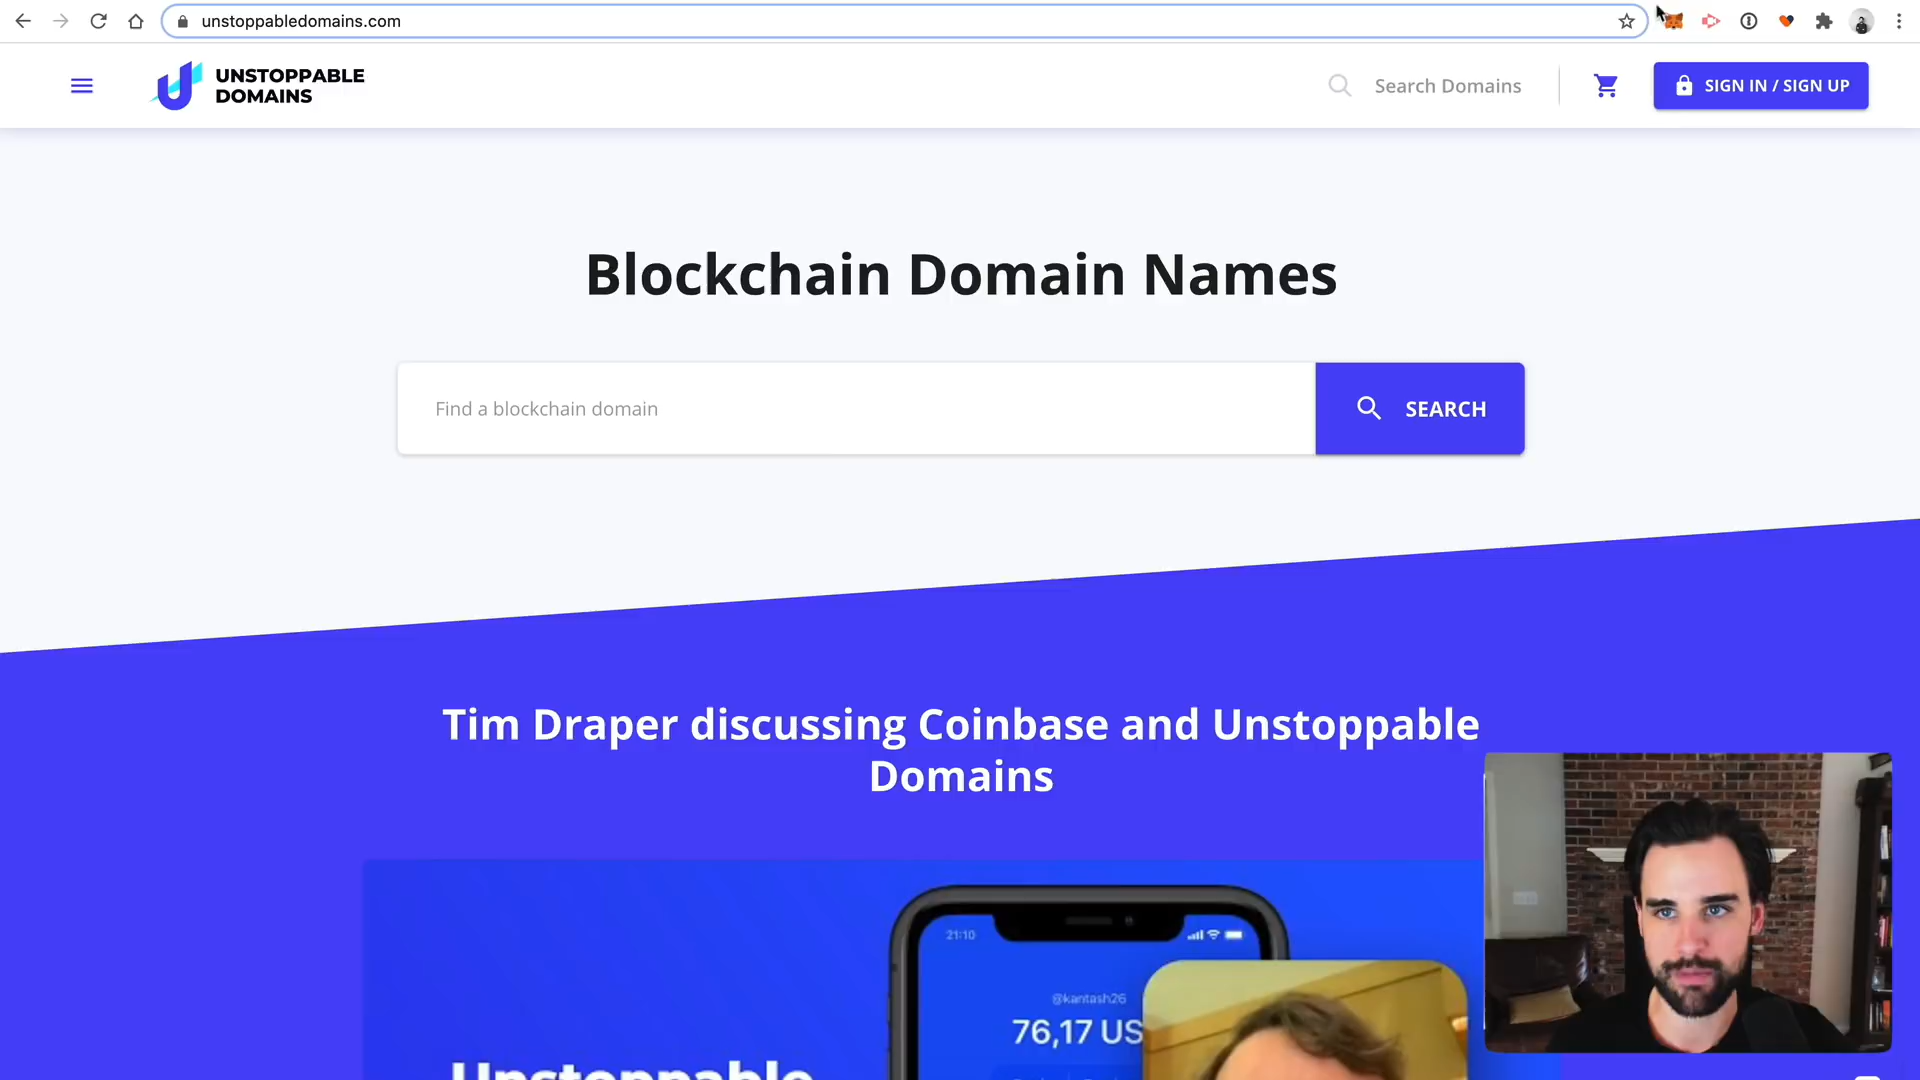 unstoppabledomains.com
UNSTOPPABLE
DOMAINS
Search Domains
SIGN IN / SIGN UP
Blockchain Domain Names
Find a blockchain domain
SEARCH
Tim Draper discussing Coinbase and Unstoppable
Domains
21:10
@kantash26
76,17 US
Unstoppable